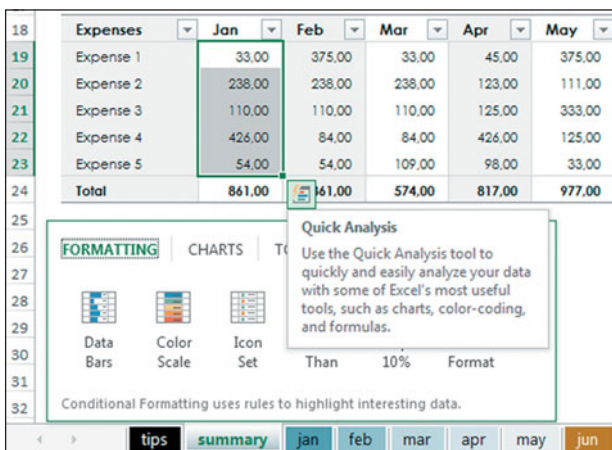 18 Expenses Jan Feb Mar Apr May
19 Expense 1 33,00 375,00 33,00 45,00 375,00
20 Expense 2 238,00 238,00 238,00 123,00 111,00
21 Expense 3 110,00 110,00 110,00 125,00 333,00
22 Expense 4 426,00 84,00 84,00 426,00 125,00
23 Expense 5 54,00 54,00 109,00 98,00 33,00
24 Total 861,00 861,00 574,00 817,00 977,00
25
Quick Analysis
26 FORMATTING CHARTS
Use the Quick Analysis tool to
quickly and easily analyze your data
with some of Excel's most useful
tools, such as charts, color-coding,
and formulas.
27
28
29
Data Color Icon
30 Bars Scale Set Than 10% Format
31
32 Conditional Formatting uses rules to highlight interesting data.
tips summary jan feb mar apr may jun